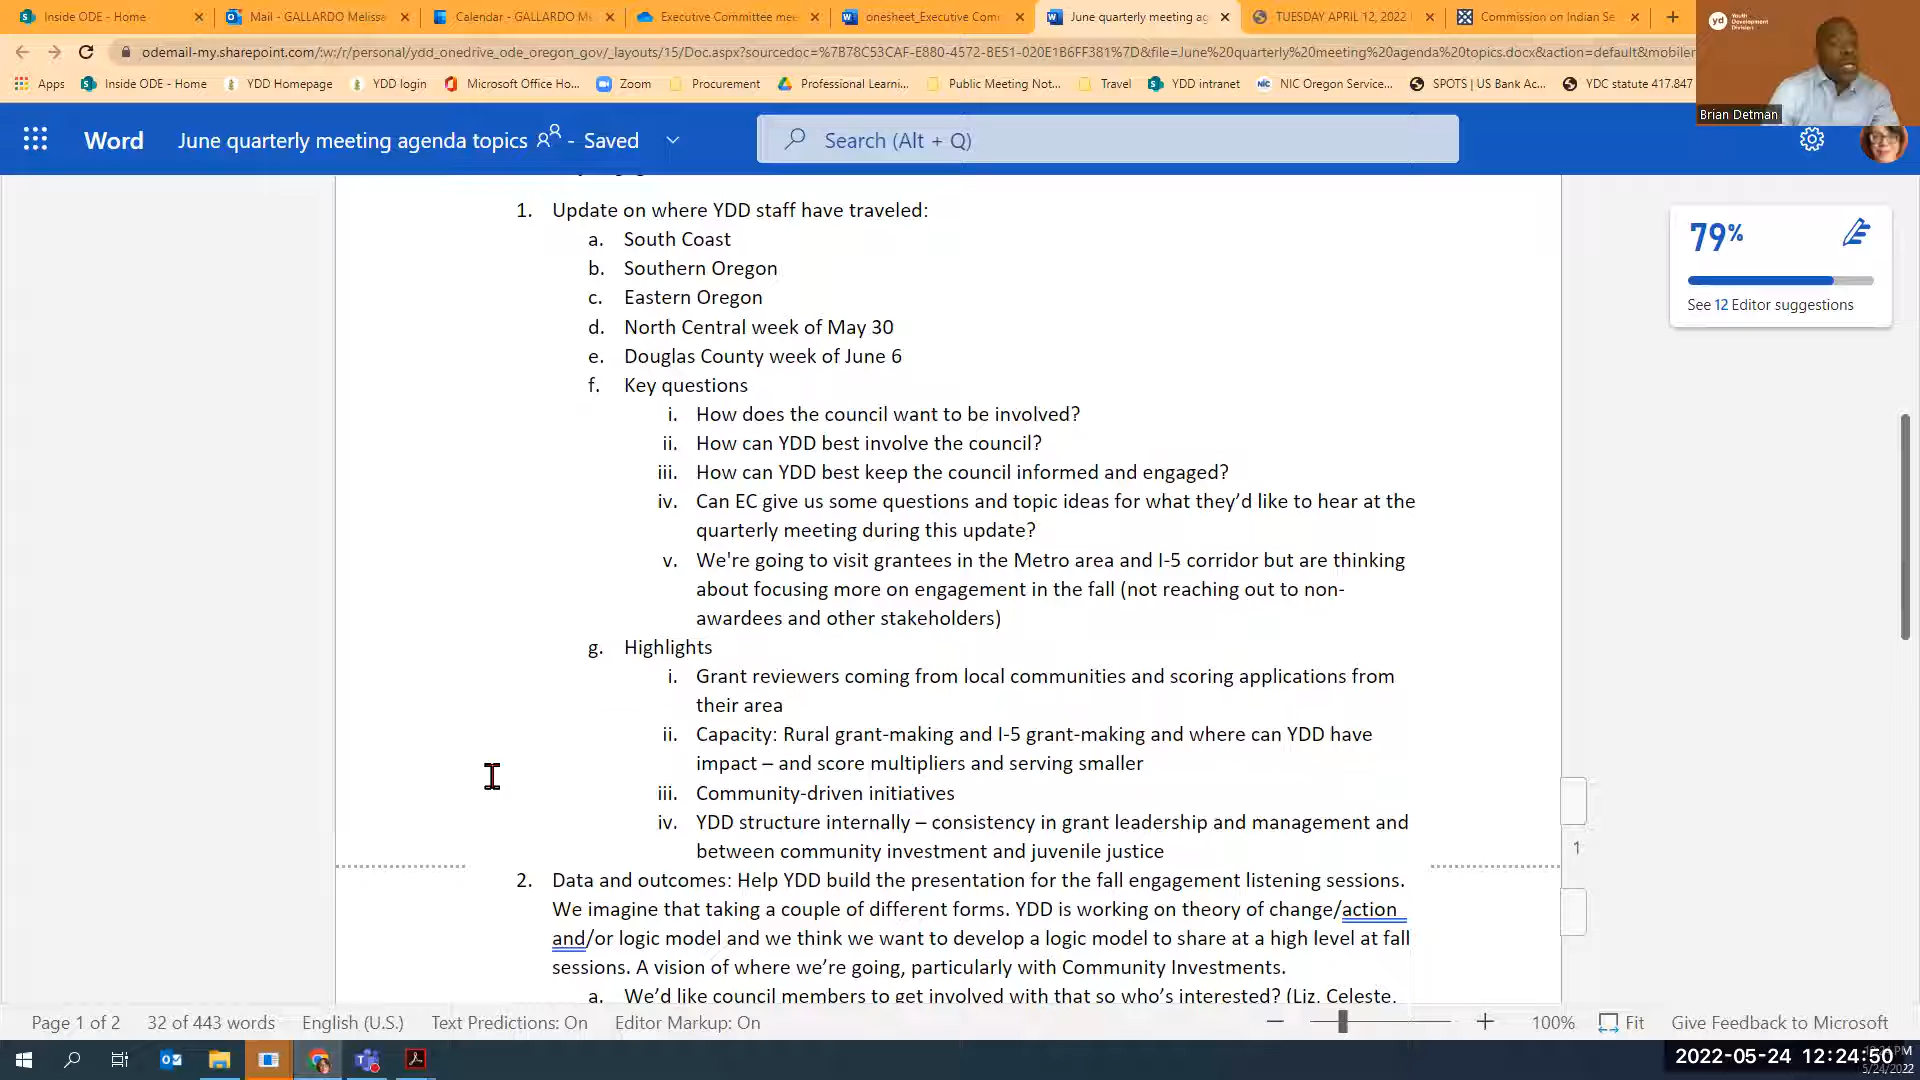 Inside ODE - Home
Mail - GALLARDO Melissa
Calendar - GALLARDO M
Executive Committee mee
onesheet_Executive Com
June quarterly meeting ag
TUESDAY APRIL 12, 2022
Commission on Indian Se
odemail-my.sharepoint.com/:w:/r/personal/ydd_onedrive_ode_oregon_gov/_layouts/15/Doc.aspx?sourcedoc=%7B78C53CAF-E880-4572-BE51-020E1B6FF381%7D&file=June%20quarterly%20meeting%20agenda%20topics.docx&action=default&mobiler
Apps Inside ODE - Home YDD Homepage YDD login Microsoft Office Ho... Zoom Procurement Professional Learni... Public Meeting Not... Travel YDD intranet NIC Oregon Service... SPOTS | US Bank Ac... YDC statute 417.847
yd Youth Development Division
Brian Detman
Word June quarterly meeting agenda topics - Saved
Search (Alt + Q)
1. Update on where YDD staff have traveled:
a. South Coast
b. Southern Oregon
c. Eastern Oregon
d. North Central week of May 30
e. Douglas County week of June 6
f. Key questions
i. How does the council want to be involved?
ii. How can YDD best involve the council?
iii. How can YDD best keep the council informed and engaged?
iv. Can EC give us some questions and topic ideas for what they’d like to hear at the
quarterly meeting during this update?
v. We're going to visit grantees in the Metro area and I-5 corridor but are thinking
about focusing more on engagement in the fall (not reaching out to non-
awardees and other stakeholders)
g. Highlights
i. Grant reviewers coming from local communities and scoring applications from
their area
ii. Capacity: Rural grant-making and I-5 grant-making and where can YDD have
impact – and score multipliers and serving smaller
iii. Community-driven initiatives
iv. YDD structure internally – consistency in grant leadership and management and
between community investment and juvenile justice
2. Data and outcomes: Help YDD build the presentation for the fall engagement listening sessions.
We imagine that taking a couple of different forms. YDD is working on theory of change/action
and/or logic model and we think we want to develop a logic model to share at a high level at fall
sessions. A vision of where we’re going, particularly with Community Investments.
a. We’d like council members to get involved with that so who’s interested? (Liz, Celeste,
79%
See 12 Editor suggestions
1
Page 1 of 2 32 of 443 words English (U.S.) Text Predictions: On Editor Markup: On
100% Fit Give Feedback to Microsoft
2022-05-24 12:24:50
5/24/2022